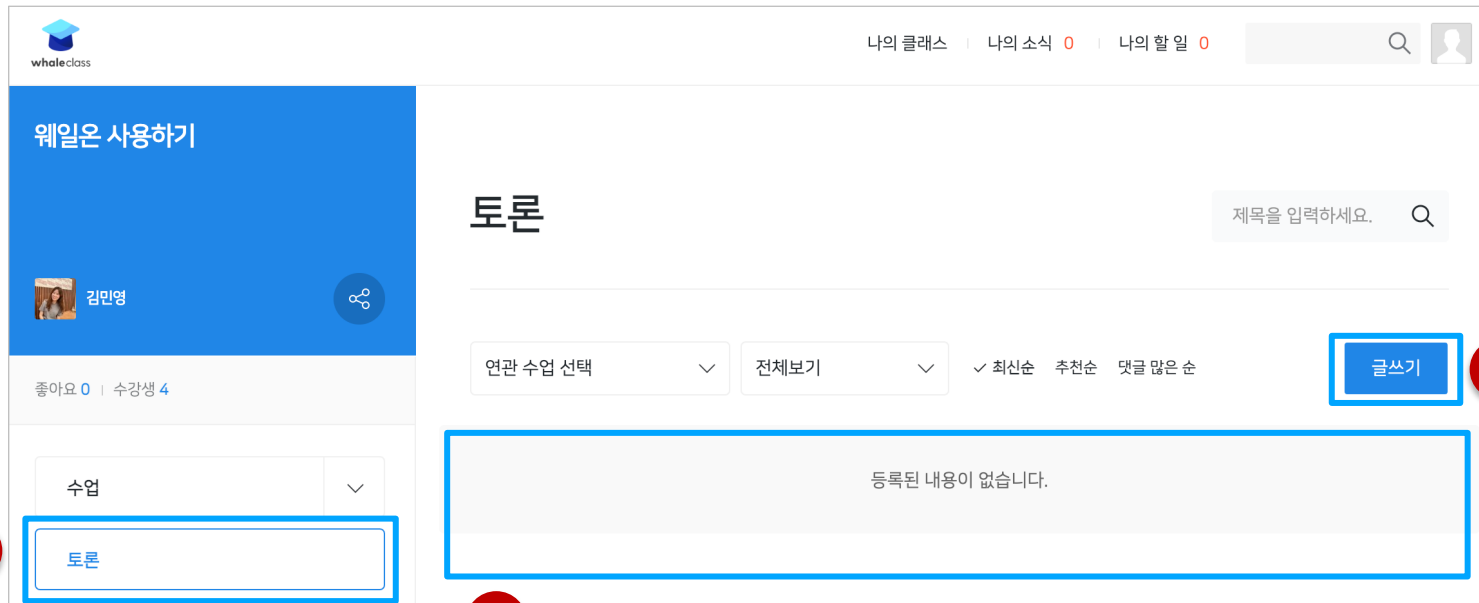 whaleclass
나의 클래스 나의 소식 0 나의 할 일 0
웨일온 사용하기
김민영
좋아요 0 수강생 4
수업
토론
토론
제목을 입력하세요.
연관 수업 선택 전체보기 최신순 추천순 댓글 많은 순 글쓰기
등록된 내용이 없습니다.